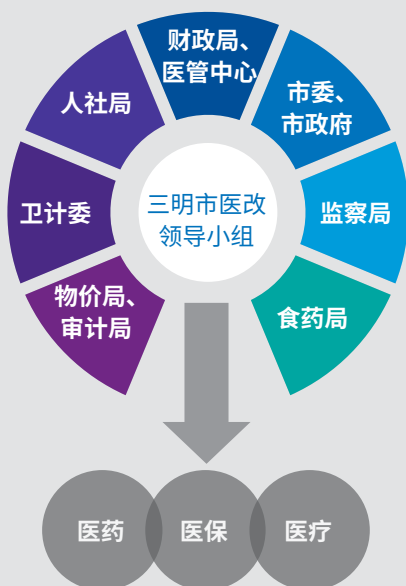 财政局、
医管中心
人社局
市委、
市政府
卫计委
三明市医改
领导小组
监察局
物价局、
审计局
食药局
医药
医保
医疗